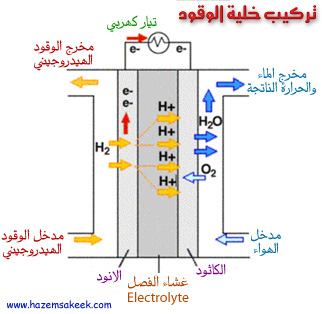 تركيب خلية الوقود
تيار كهربي
مخرج الوقود
الهيدروجيني
مخرج الماء
والحرارة الناتجة
e-
e-
e-
e-
H+
H+
H+
H+
H2
H2O
O2
مدخل الوقود
الهيدروجيني
مدخل
الهواء
الانود
غشاء الفصل
Electrolyte
الكاثود
www.hazemsakeek.com